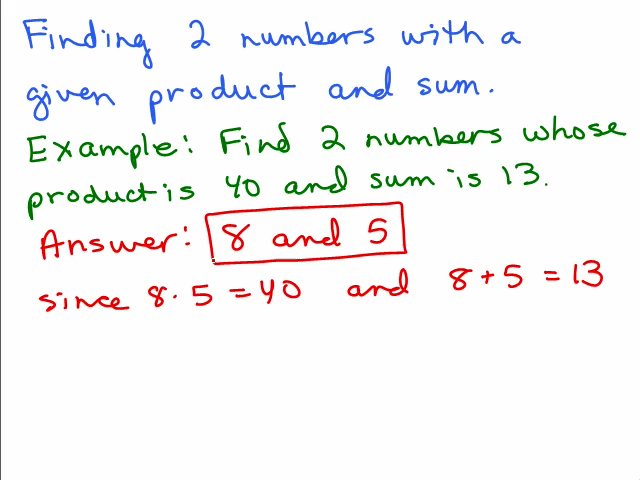 Finding 2 numbers with a
given product and sum.
Example: Find 2 numbers whose
product is 40 and sum is 13.
Answer: 8 and 5
since 8 · 5 = 40 and 8 + 5 = 13